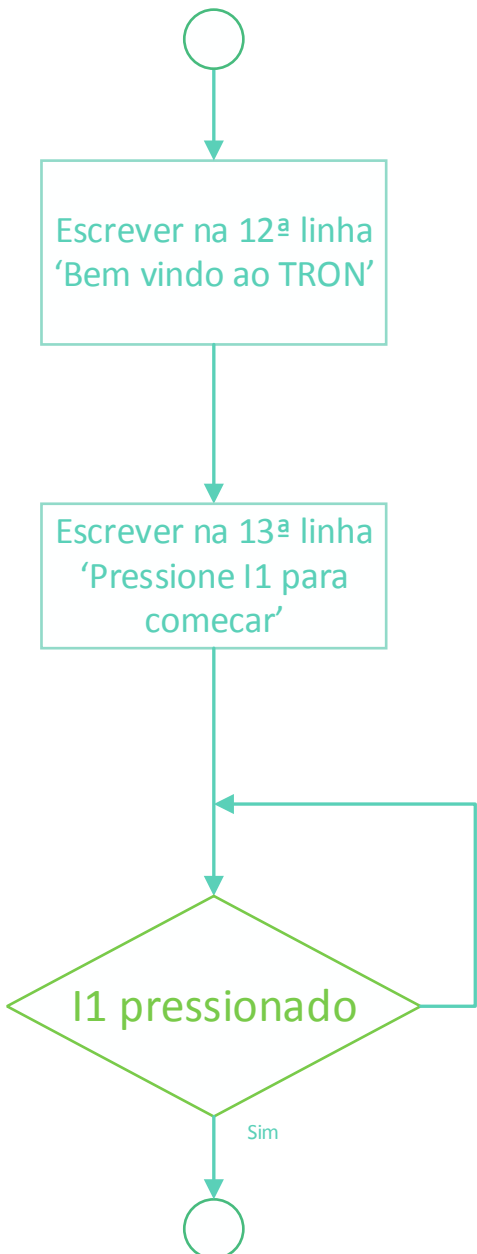 Escrever na 12ª linha
‘Bem vindo ao TRON’
Escrever na 13ª linha
‘Pressione I1 para
comecar’
I1 pressionado
Sim